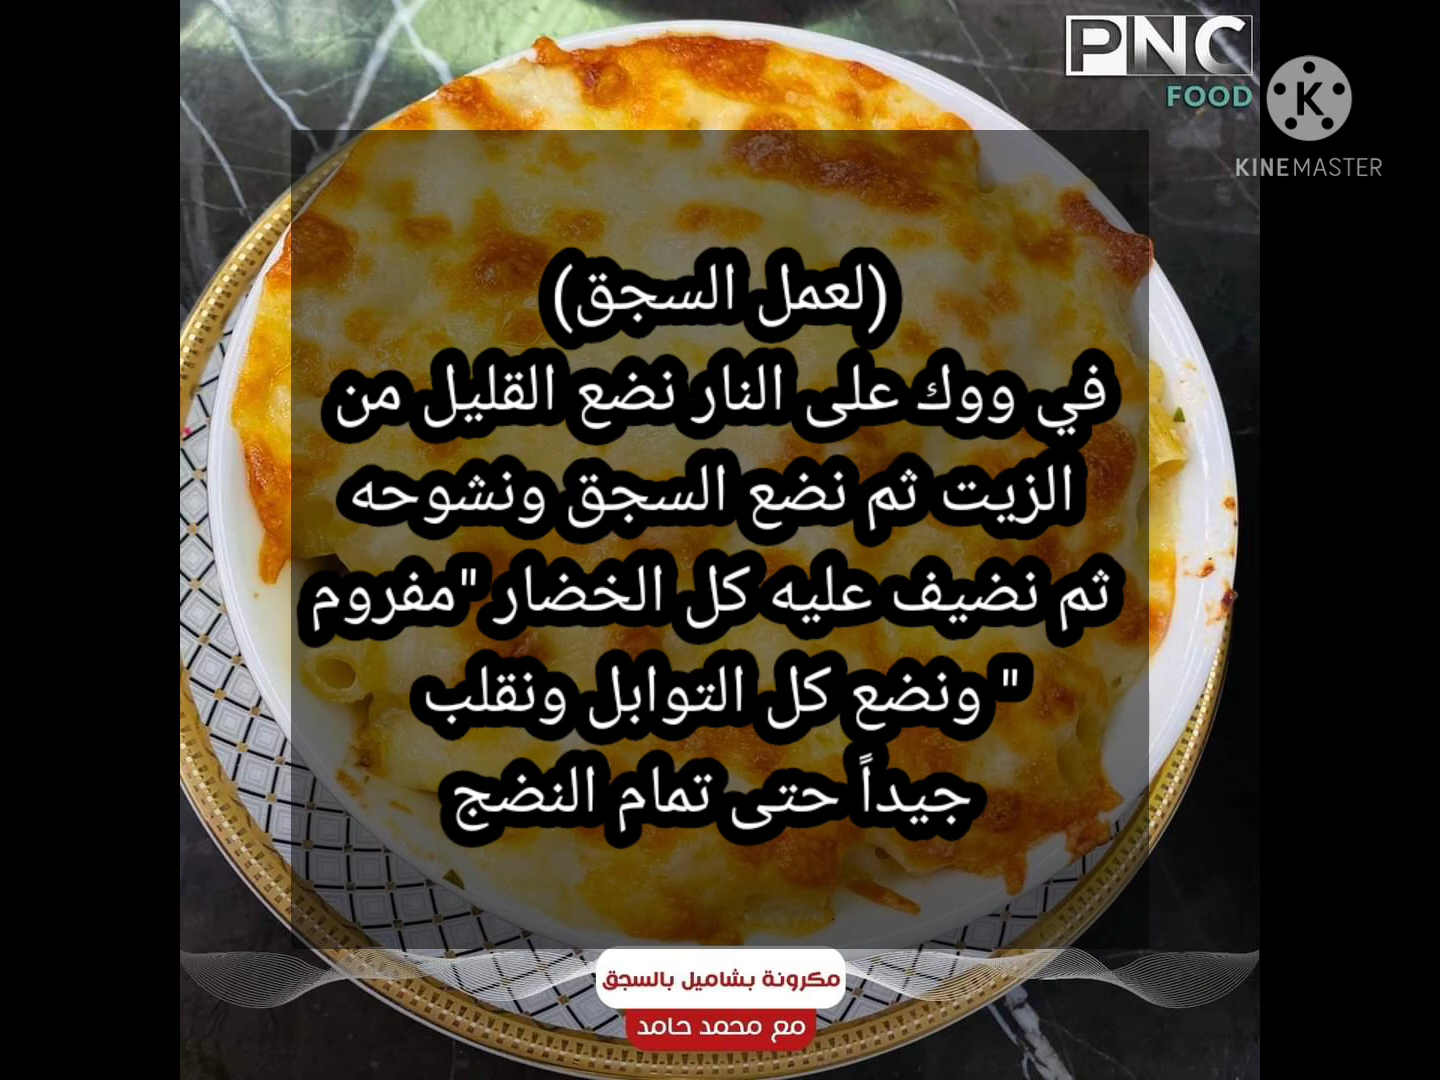 PNC
FOOD
K
KINEMASTER
(لعمل السجق)
في ووك على النار نضع القليل من
الزيت ثم نضع السجق ونشوحه
ثم نضيف عليه كل الخضار "مفروم
" ونضع كل التوابل ونقلب
جيداً حتى تمام النضج
مكرونة بشاميل بالسجق
مع محمد حامد